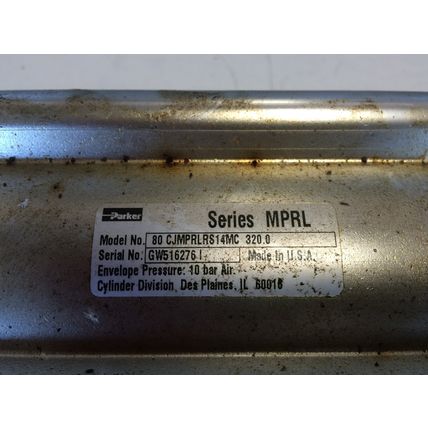 Parker
Series MPRL
Model No. 80 CJMPRLRS14MC 320.0
Serial No. GW516276 I Made In U.S.A.
Envelope Pressure: 10 bar Air.
Cylinder Division, Des Plaines, IL 60016